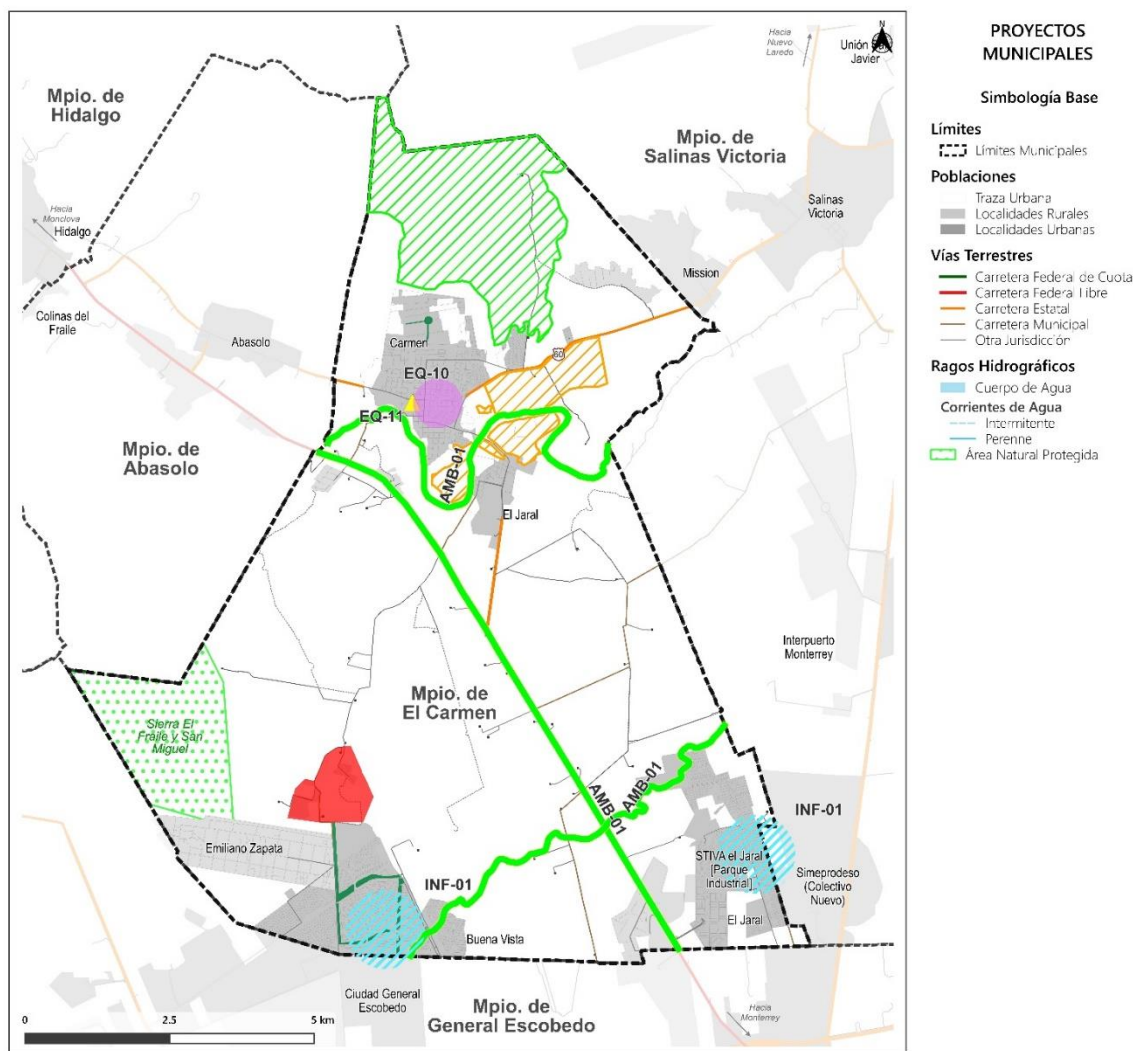 Hacia
Nuevo
Laredo
N
Unión San
Javier
Mpio. de
Hidalgo
Mpio. de
Salinas Victoria
Hacia
Monclova
Hidalgo
Salinas
Victoria
Mission
Colinas del
Fraile
Abasolo
Carmen
EQ-10
EQ-11
Mpio. de
Abasolo
AMB-01
El Jaral
Interpuerto
Monterrey
Mpio. de
El Carmen
Sierra El
Fraile y San
Miguel
AMB-01
AMB-01
INF-01
Emiliano Zapata
STIVA el Jaral
[Parque
Industrial]
Simeprodeso
(Colectivo
Nuevo)
INF-01
El Jaral
Buena Vista
Ciudad General
Escobedo
Mpio. de
General Escobedo
Hacia
Monterrey
0 2.5 5 km
PROYECTOS
MUNICIPALES
Simbología Base
Límites
Límites Municipales
Poblaciones
Traza Urbana
Localidades Rurales
Localidades Urbanas
Vías Terrestres
Carretera Federal de Cuota
Carretera Federal Libre
Carretera Estatal
Carretera Municipal
Otra Jurisdicción
Ragos Hidrográficos
Cuerpo de Agua
Corrientes de Agua
Intermitente
Perenne
Área Natural Protegida